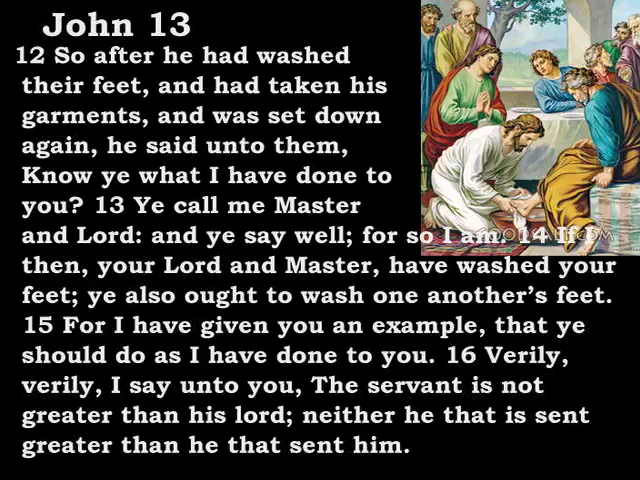 John 13
12 So after he had washed
their feet, and had taken his
garments, and was set down
again, he said unto them,
Know ye what I have done to
you? 13 Ye call me Master
and Lord: and ye say well; for so I am. 14 If I
then, your Lord and Master, have washed your
feet; ye also ought to wash one another’s feet.
15 For I have given you an example, that ye
should do as I have done to you. 16 Verily,
verily, I say unto you, The servant is not
greater than his lord; neither he that is sent
greater than he that sent him.